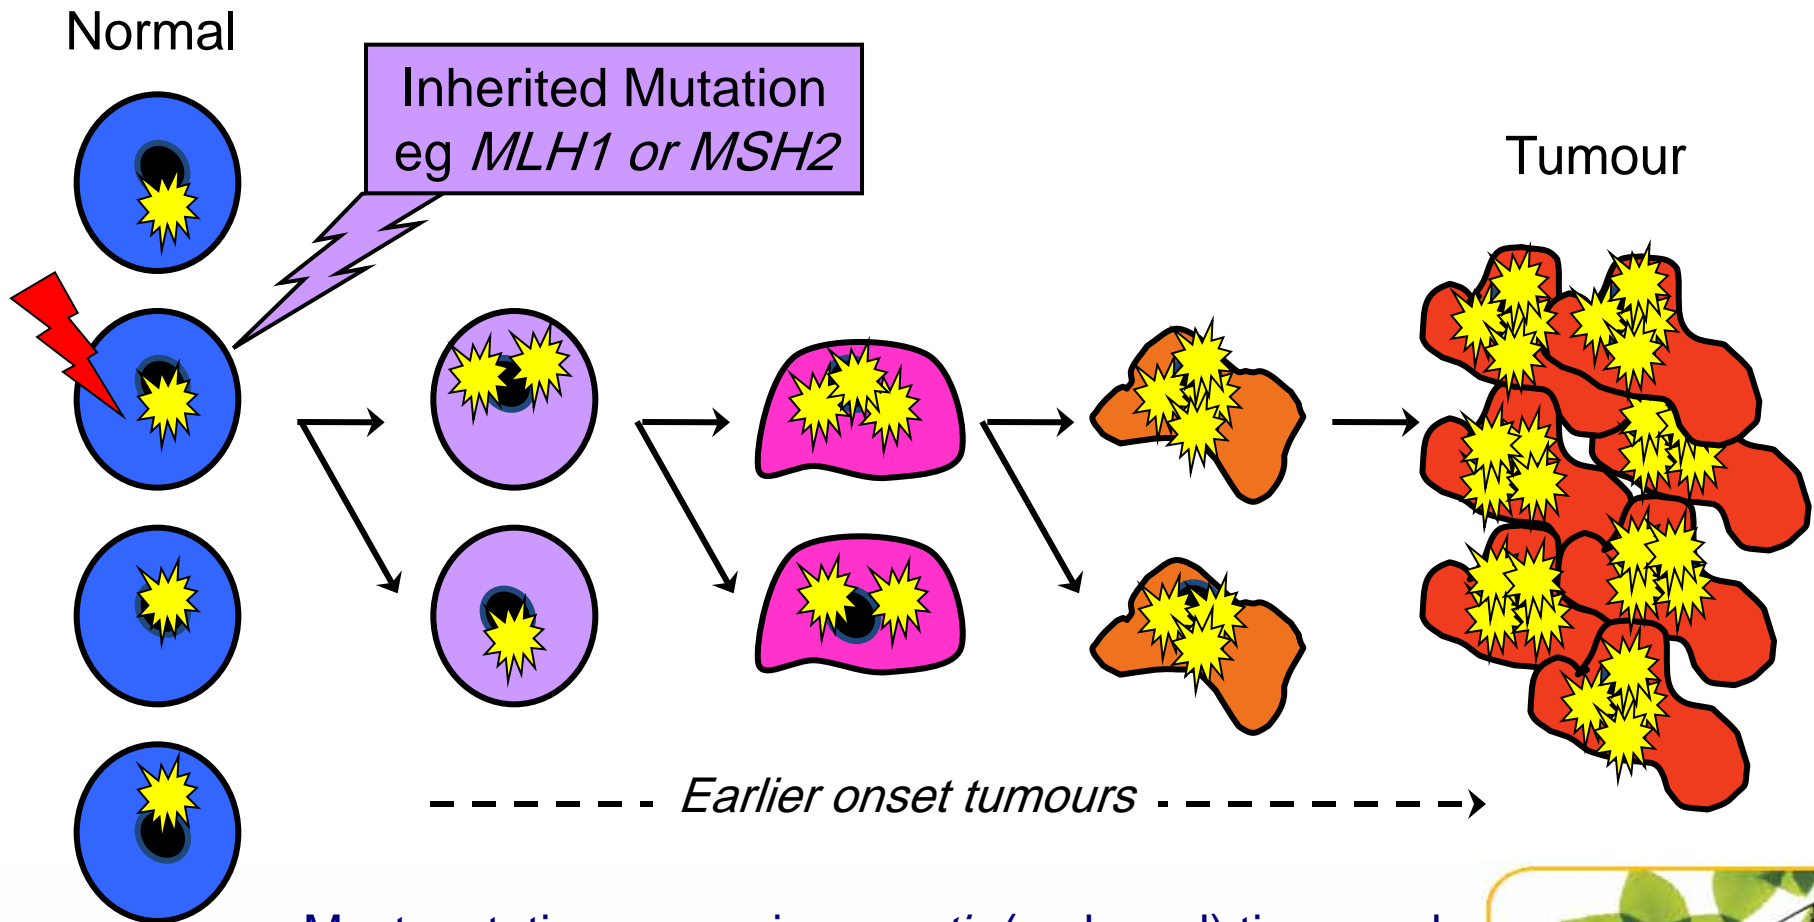 Normal
Inherited Mutation
eg MLH1 or MSH2
Tumour
Earlier onset tumours